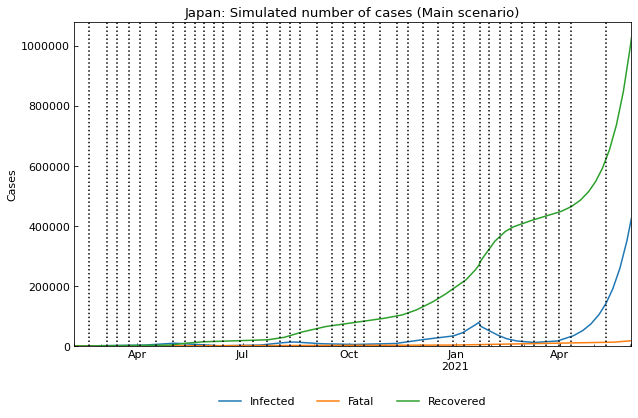 Japan: Simulated number of cases (Main scenario)
1000000
800000
600000
400000
200000
0
Cases
Apr Jul Oct Jan Apr
2021
Infected Fatal Recovered